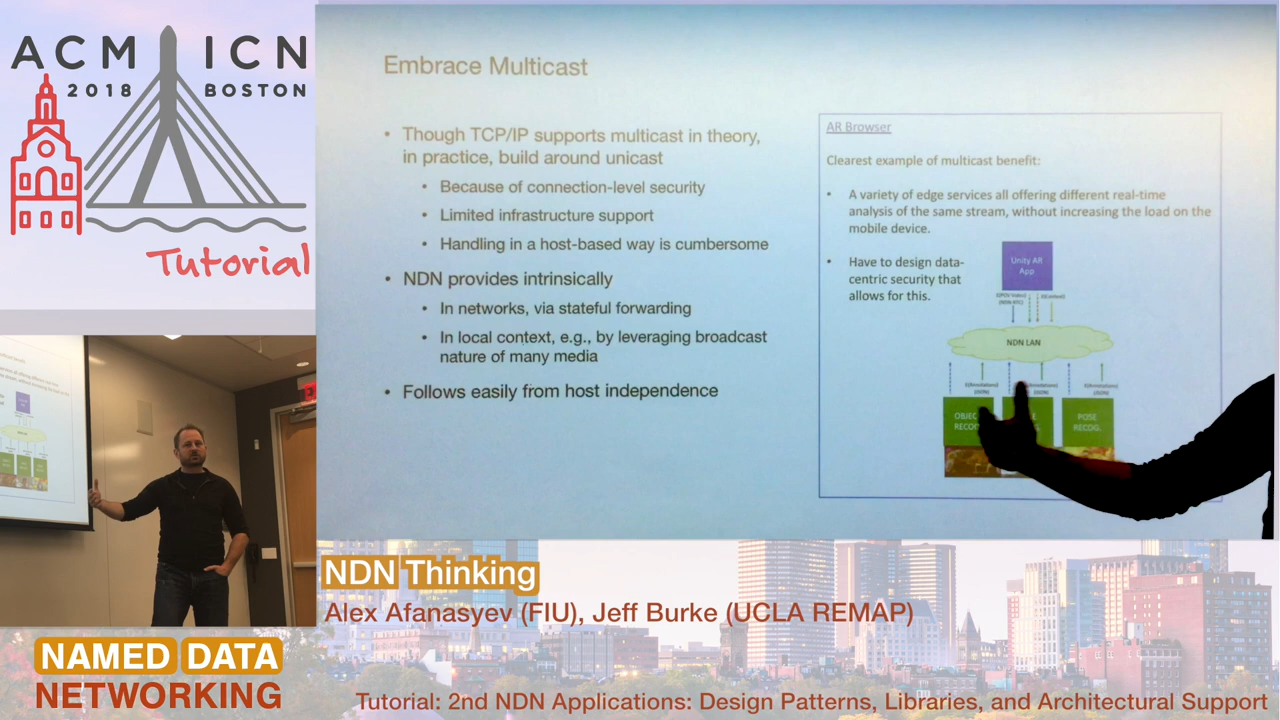 ACM ICN
2018 BOSTON
Tutorial
Embrace Multicast
• Though TCP/IP supports multicast in theory,
in practice, build around unicast
• Because of connection-level security
• Limited infrastructure support
• Handling in a host-based way is cumbersome
• NDN provides intrinsically
• In networks, via stateful forwarding
• In local context, e.g., by leveraging broadcast
nature of many media
• Follows easily from host independence
AR Browser
Clearest example of multicast benefit:
• A variety of edge services all offering different real-time
analysis of the same stream, without increasing the load on the
mobile device.
• Have to design data-
centric security that
allows for this.
Unity AR
App
NDN LAN
E(Annotations)
(JSON)
(JSON)
E(Annotations)
(JSON)
POSE
RECOG.
NDN Thinking
Alex Afanasyev (FIU), Jeff Burke (UCLA REMAP)
NAMED DATA
NETWORKING
Tutorial: 2nd NDN Applications: Design Patterns, Libraries, and Architectural Support